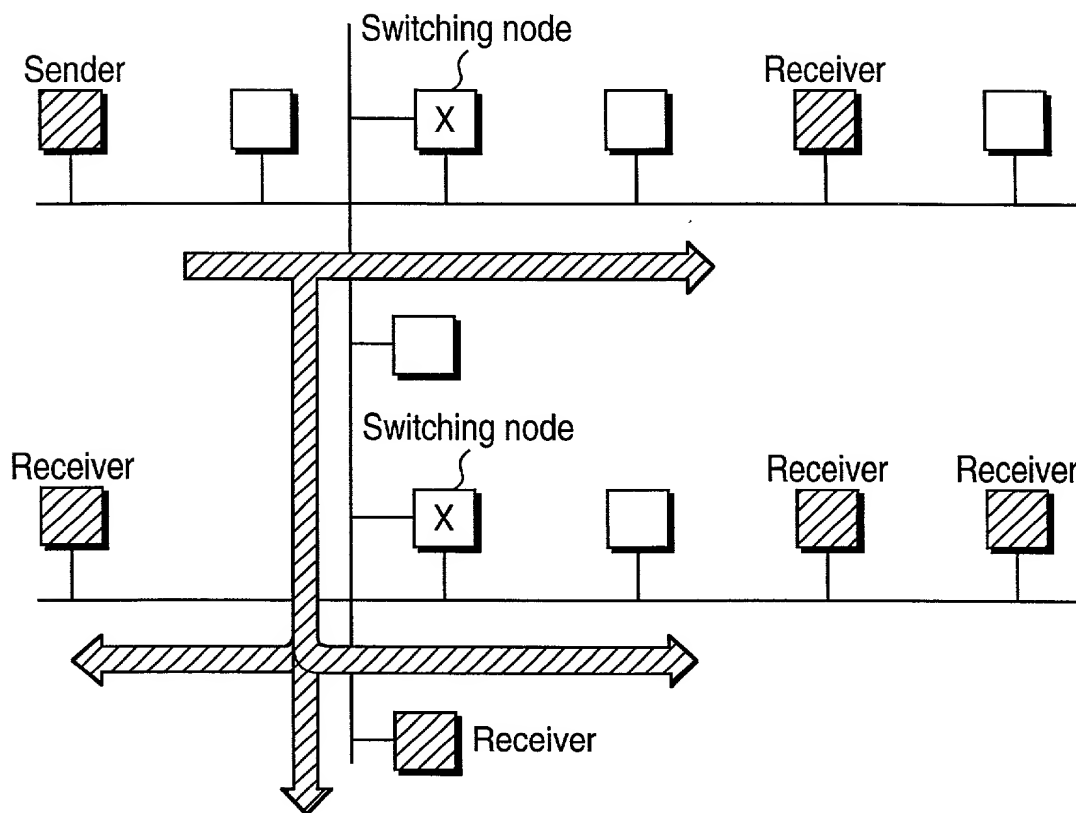 Switching node
Sender
Receiver
X
Switching node
Receiver
Receiver
Receiver
X
Receiver